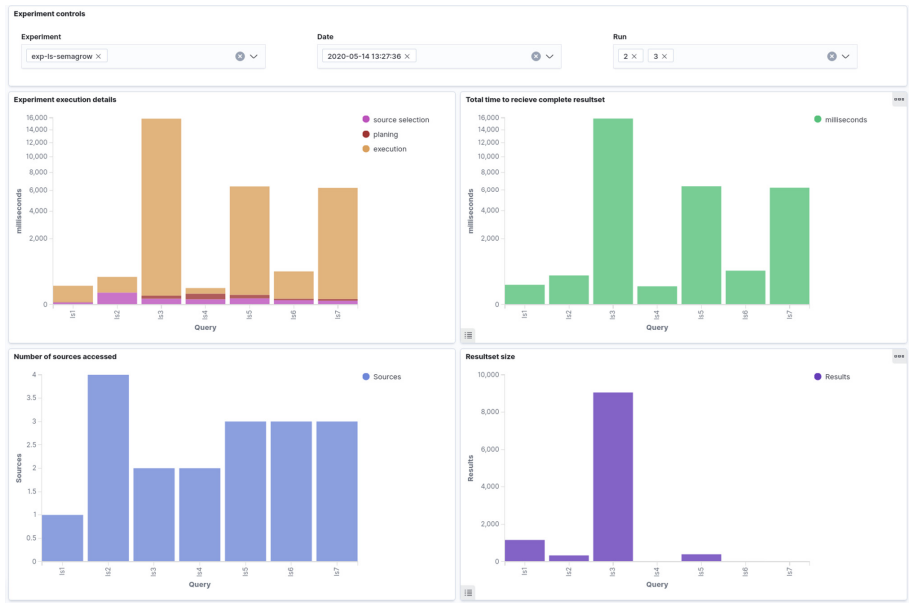 Experiment controls
Experiment
exp-ls-semagrow ×
Date
2020-05-14 13:27:36 ×
Run
2 × 3 ×
Experiment execution details
milliseconds
16,000
14,000
12,000
10,000
8,000
6,000
4,000
2,000
0
ls1
ls2
ls3
ls4
ls5
ls6
ls7
Query
source selection
planing
execution
Total time to recieve complete resultset
milliseconds
16,000
14,000
12,000
10,000
8,000
6,000
4,000
2,000
0
ls1
ls2
ls3
ls4
ls5
ls6
ls7
Query
milliseconds
Number of sources accessed
Sources
4
3.5
3
2.5
2
1.5
1
0.5
0
ls1
ls2
ls3
ls4
ls5
ls6
ls7
Query
Sources
Resultset size
Results
10,000
8,000
6,000
4,000
2,000
0
ls1
ls2
ls3
ls4
ls5
ls6
ls7
Query
Results